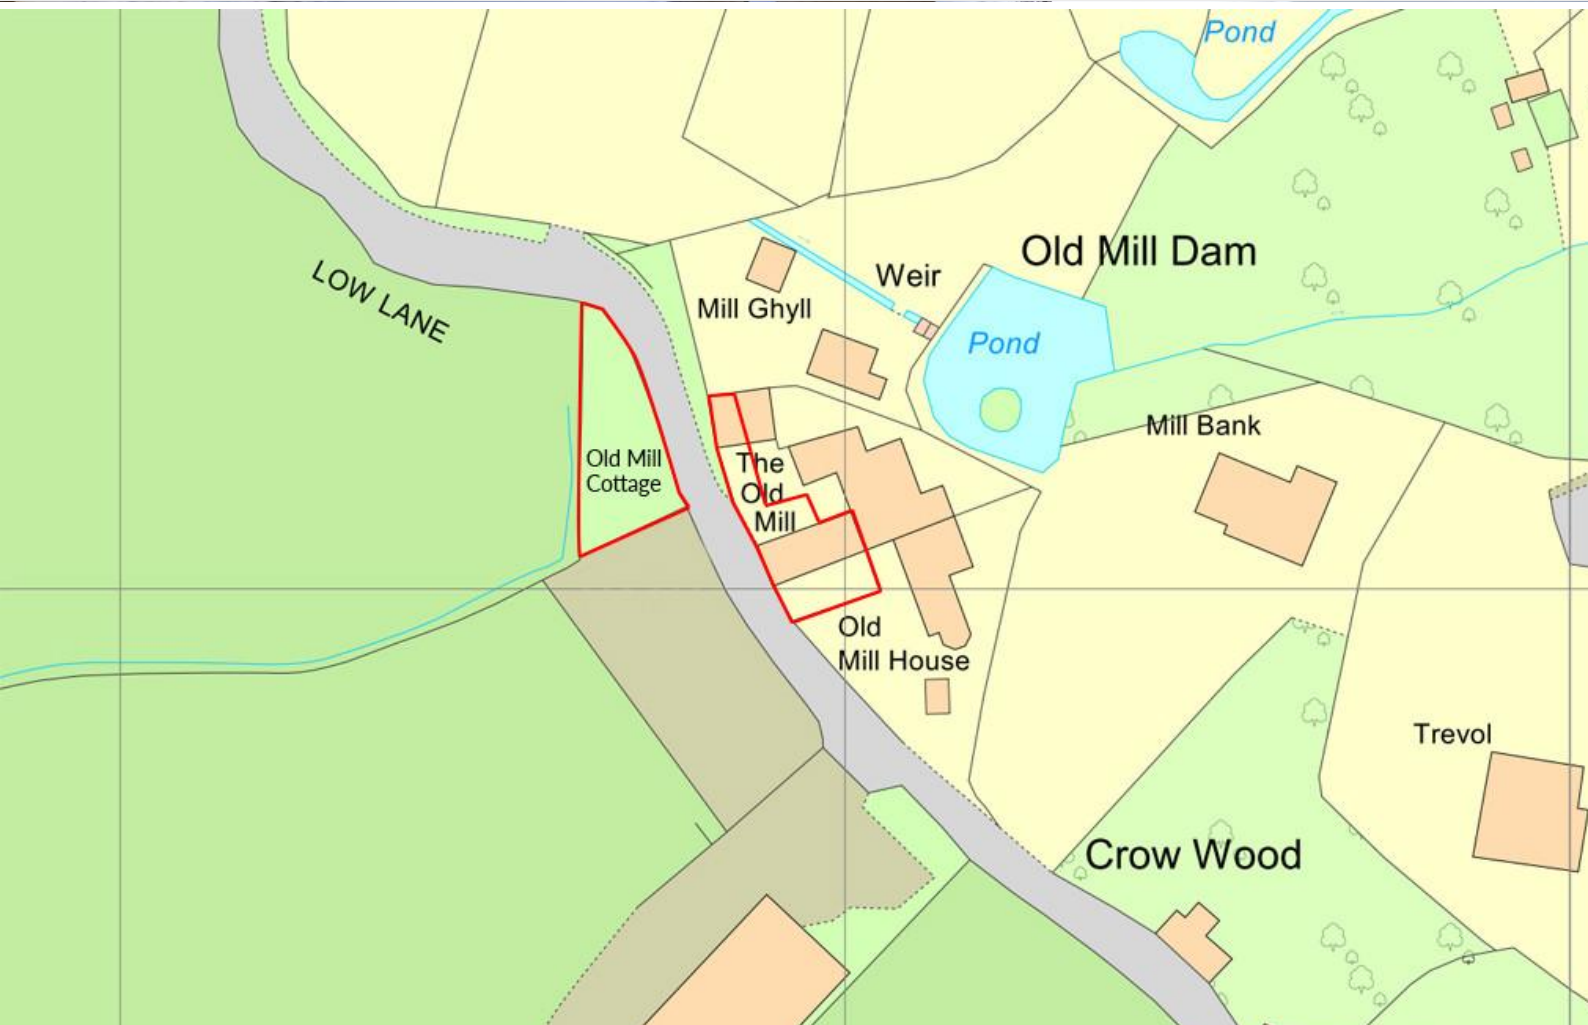 Pond
Old Mill Dam
Weir
LOW LANE
Mill Ghyll
Pond
Mill Bank
Old Mill
Cottage
The
Old
Mill
Old
Mill House
Trevol
Crow Wood